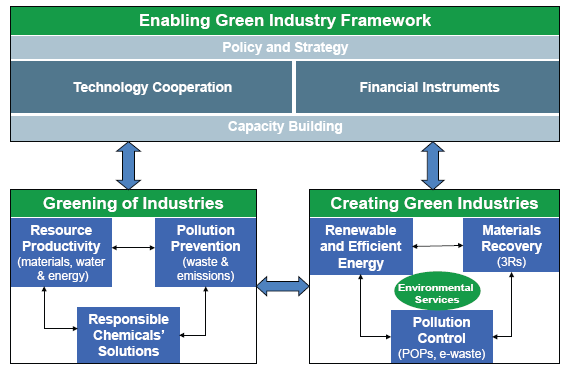 Enabling Green Industry Framework
Policy and Strategy
Technology Cooperation
Financial Instruments
Capacity Building
Greening of Industries
Resource
Productivity
(materials, water
& energy)
Pollution
Prevention
(waste &
emissions)
Responsible
Chemicals'
Solutions
Creating Green Industries
Renewable
and Efficient
Energy
Materials
Recovery
(3Rs)
Environmental
Services
Pollution
Control
(POPs, e-waste)